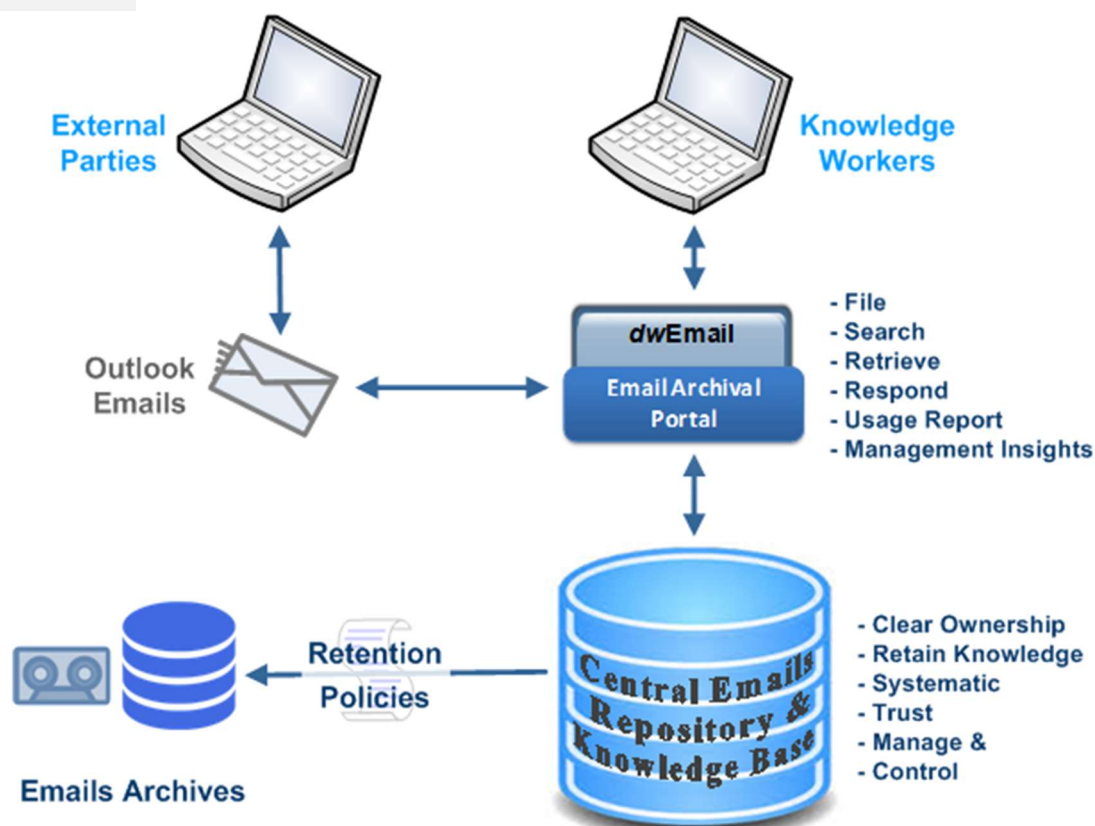 External
Parties
Knowledge
Workers
Outlook
Emails
dwEmail
Email Archival
Portal
- File
- Search
- Retrieve
- Respond
- Usage Report
- Management Insights
Retention
Policies
Emails Archives
Central Emails
Repository &
Knowledge Base
- Clear Ownership
- Retain Knowledge
- Systematic
- Trust
- Manage &
- Control